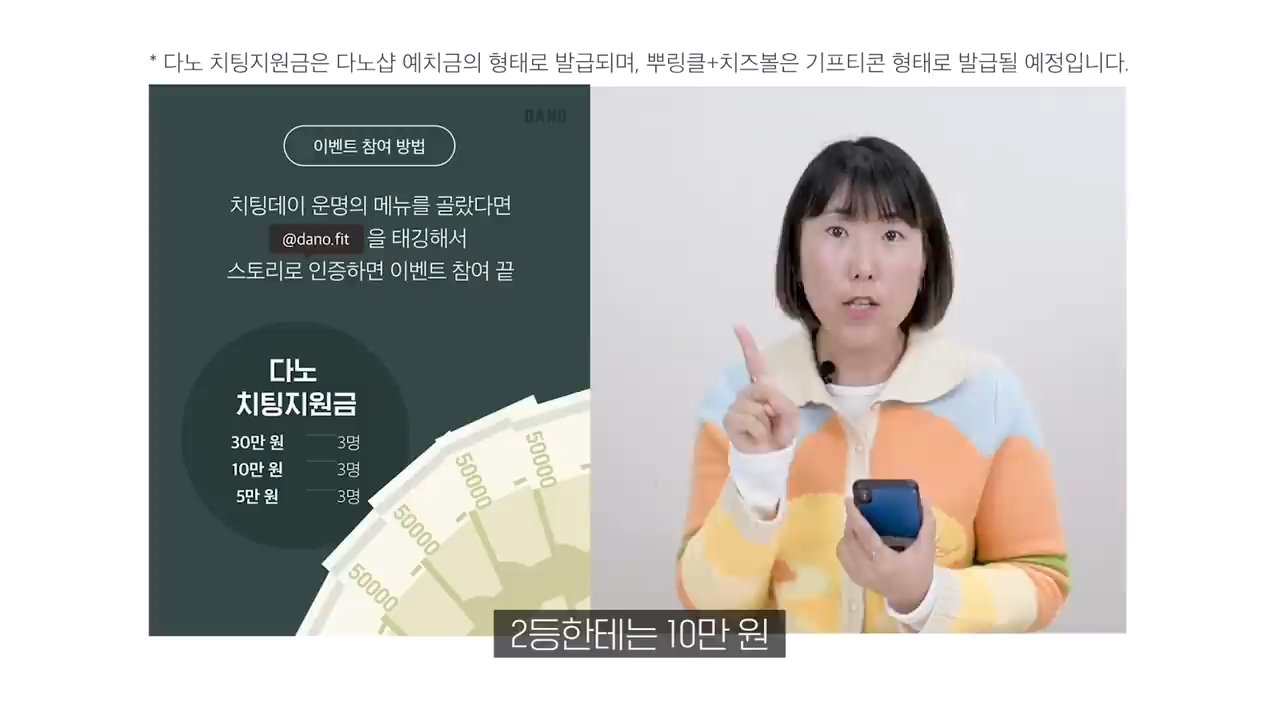 * 다노 치팅지원금은 다노샵 예치금의 형태로 발급되며, 뿌링클+치즈볼은 기프티콘 형태로 발급될 예정입니다.
DANO
이벤트 참여 방법
치팅데이 운명의 메뉴를 골랐다면
@dano.fit 을 태깅해서
스토리로 인증하면 이벤트 참여 끝
다노
치팅지원금
30만 원 3명
10만 원 3명
5만 원 3명
50000
50000
50000
50000
2등한테는 10만 원